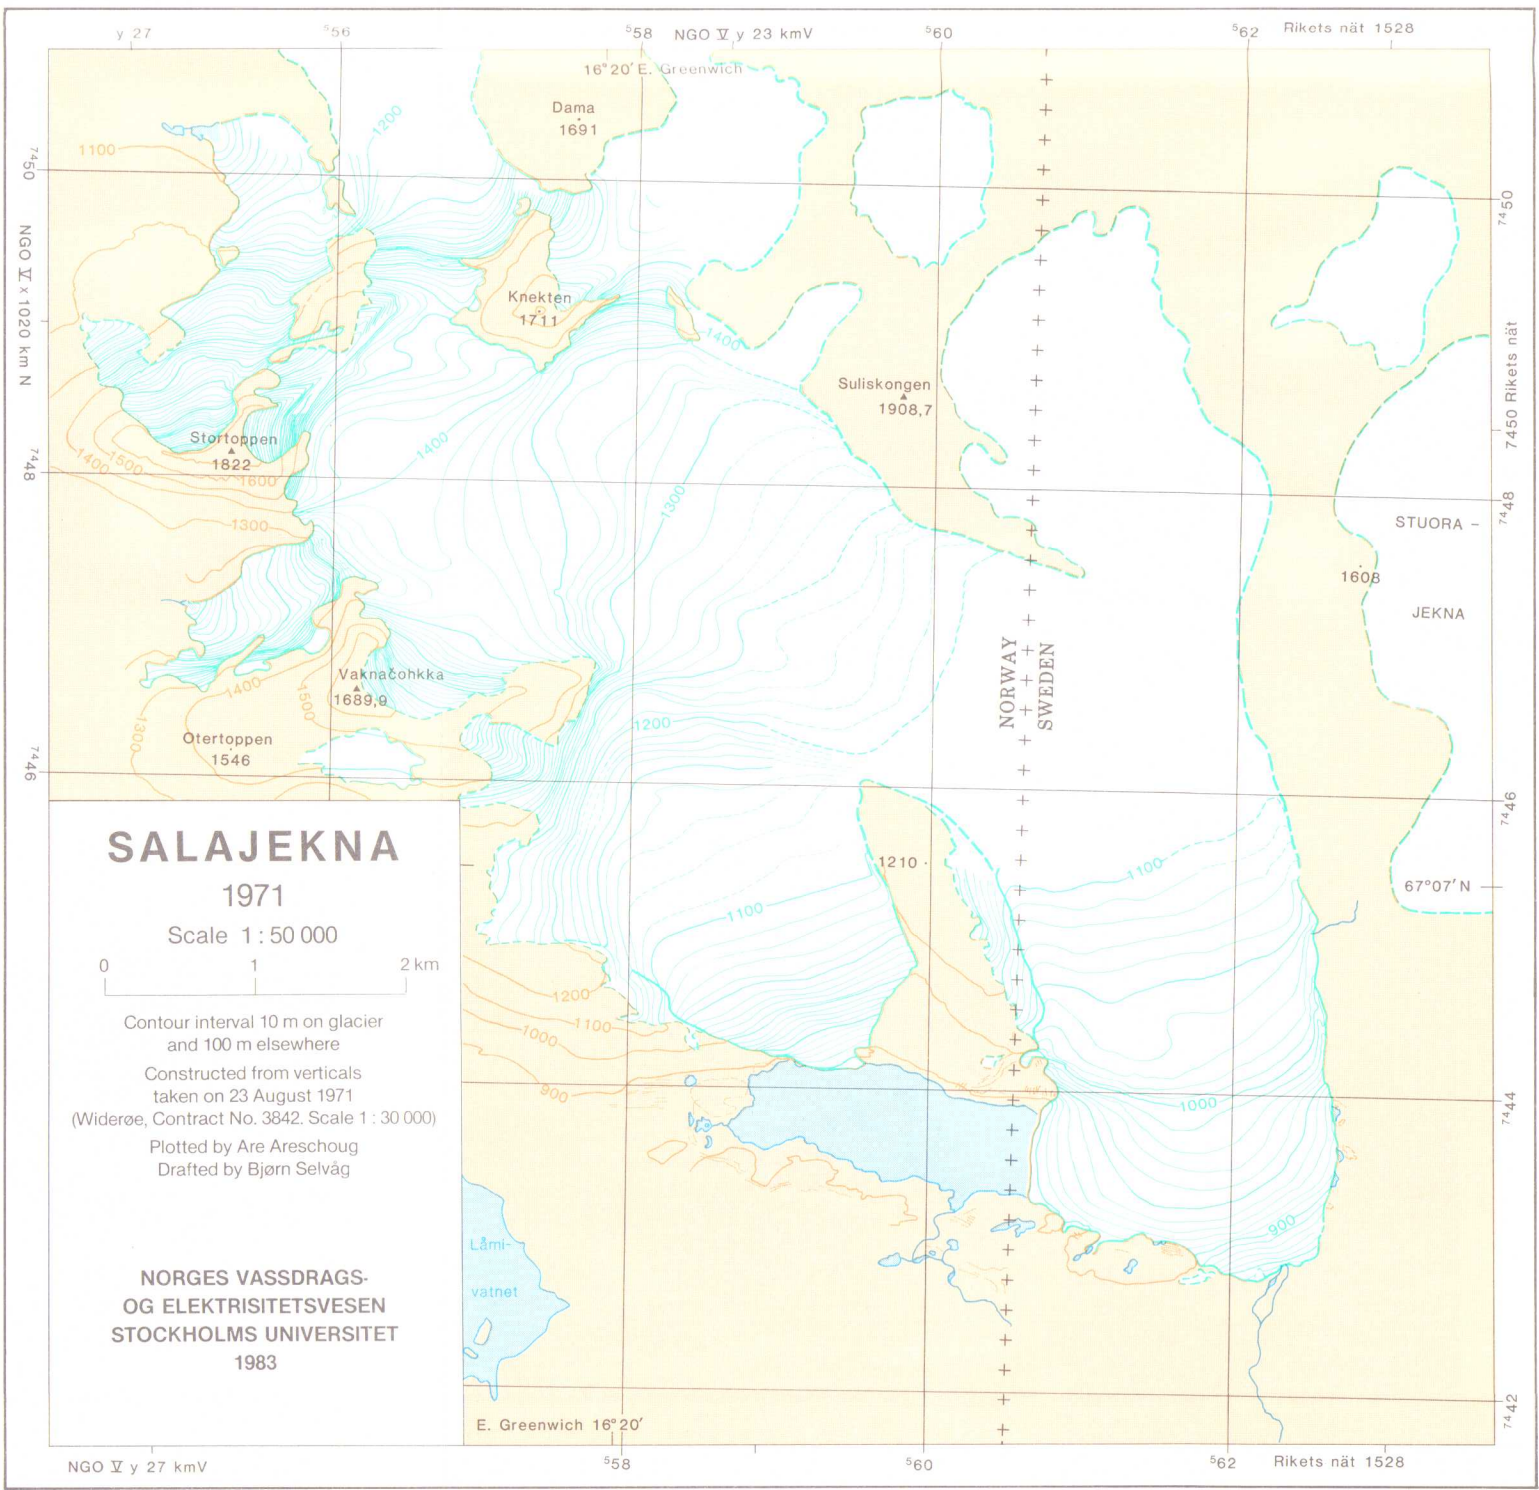 y 27
⁵56
⁵58
NGO V y 23 kmV
⁵60
⁵62
Rikets nät 1528
16°20′ E. Greenwich
Dama
1691
1200
1100
⁷⁴50
⁷⁴50
NGO V x 1020 km N
Knekten
1711
1400
Suliskongen
1908,7
7450 Rikets nät
Stortoppen
1822
1400
1500
1600
1400
1300
1300
⁷⁴48
⁷⁴48
STUORA –
1608
JEKNA
NORWAY
SWEDEN
Vaknačohkka
1689,9
1400
1500
1300
Otertoppen
1546
1200
⁷⁴46
⁷⁴46
SALAJEKNA
1971
Scale 1 : 50 000
0 1 2 km
Contour interval 10 m on glacier
and 100 m elsewhere
Constructed from verticals
taken on 23 August 1971
(Widerøe, Contract No. 3842. Scale 1 : 30 000)
Plotted by Are Areschoug
Drafted by Bjørn Selvåg
NORGES VASSDRAGS-
OG ELEKTRISITETSVESEN
STOCKHOLMS UNIVERSITET
1983
1210
1100
1100
67°07′ N
1200
1100
1000
900
1000
⁷⁴44
900
Låmi-
vatnet
⁷⁴42
E. Greenwich 16°20′
NGO V y 27 kmV
⁵58
⁵60
⁵62
Rikets nät 1528